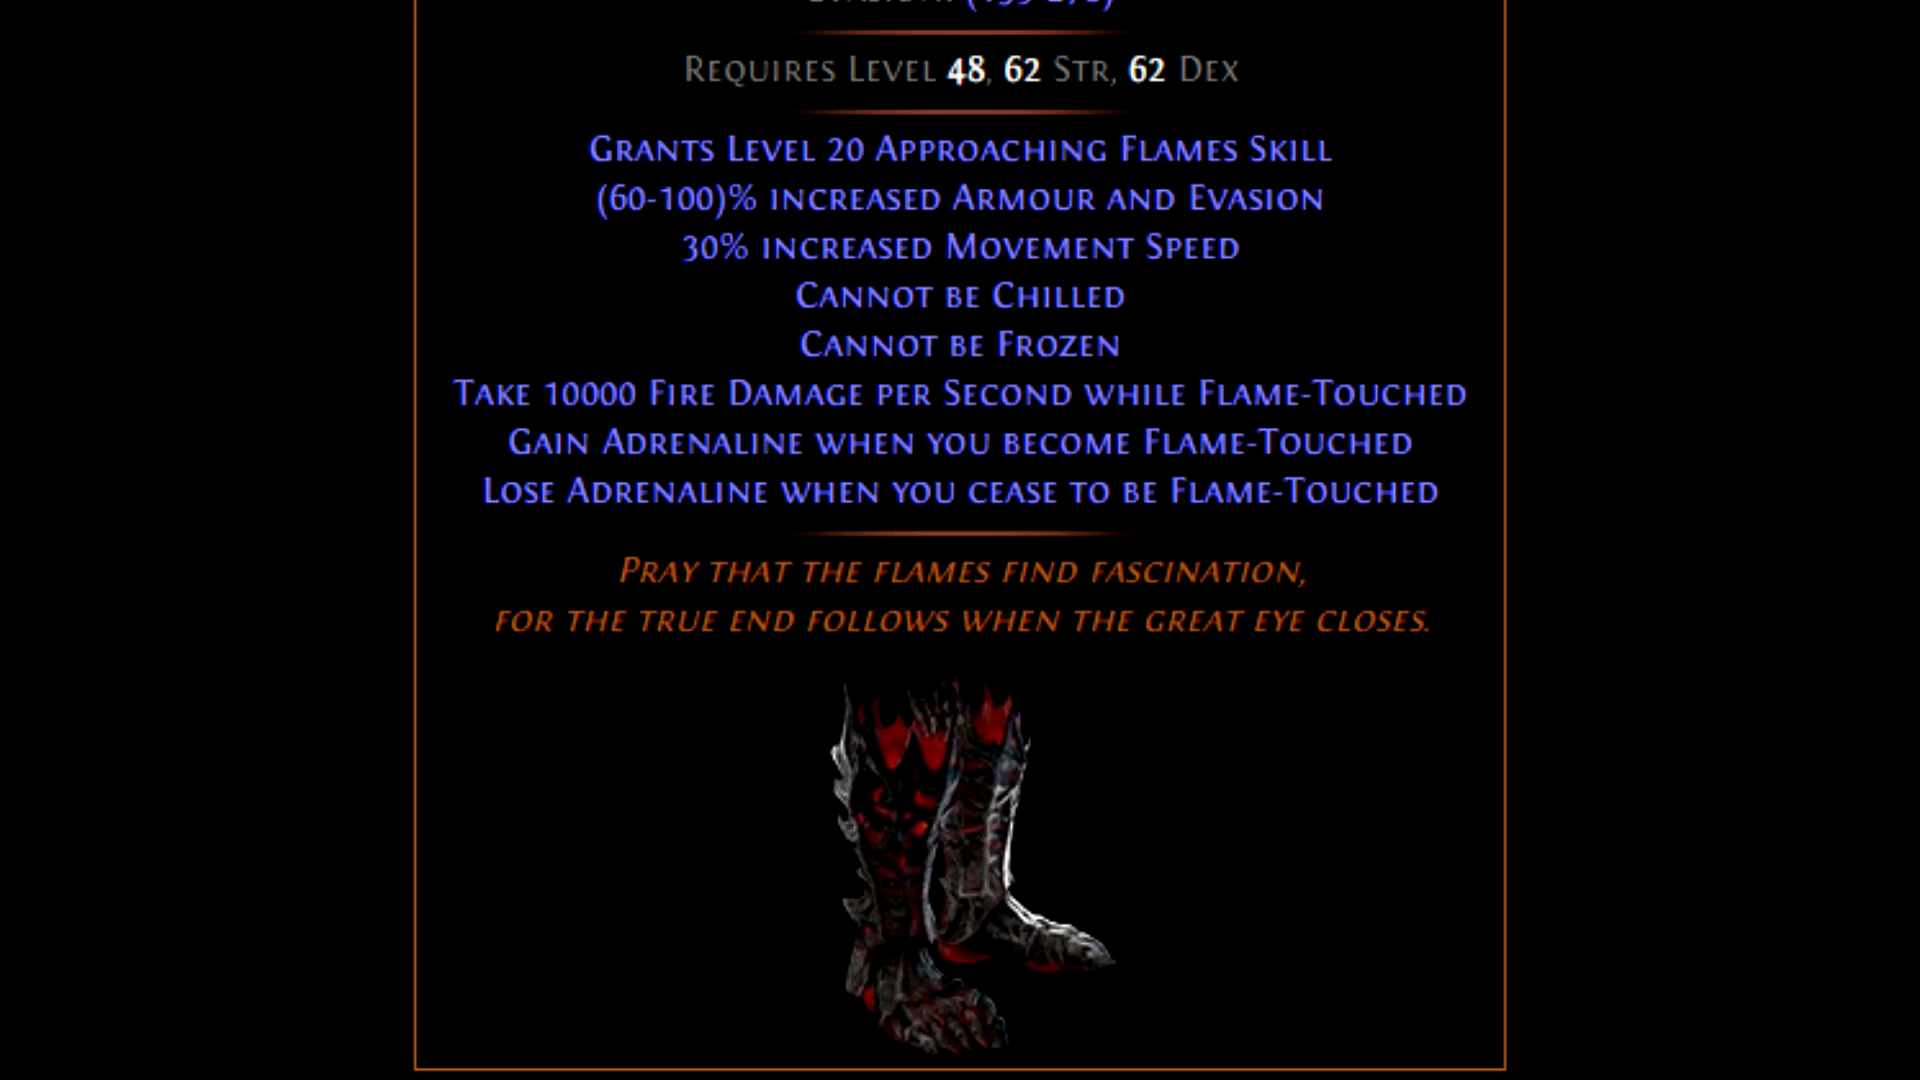 Requires Level 48, 62 Str, 62 Dex
Grants Level 20 Approaching Flames Skill
(60-100)% increased Armour and Evasion
30% increased Movement Speed
Cannot be Chilled
Cannot be Frozen
Take 10000 Fire Damage per Second while Flame-Touched
Gain Adrenaline when you become Flame-Touched
Lose Adrenaline when you cease to be Flame-Touched
Pray that the flames find fascination,
for the true end follows when the great eye closes.